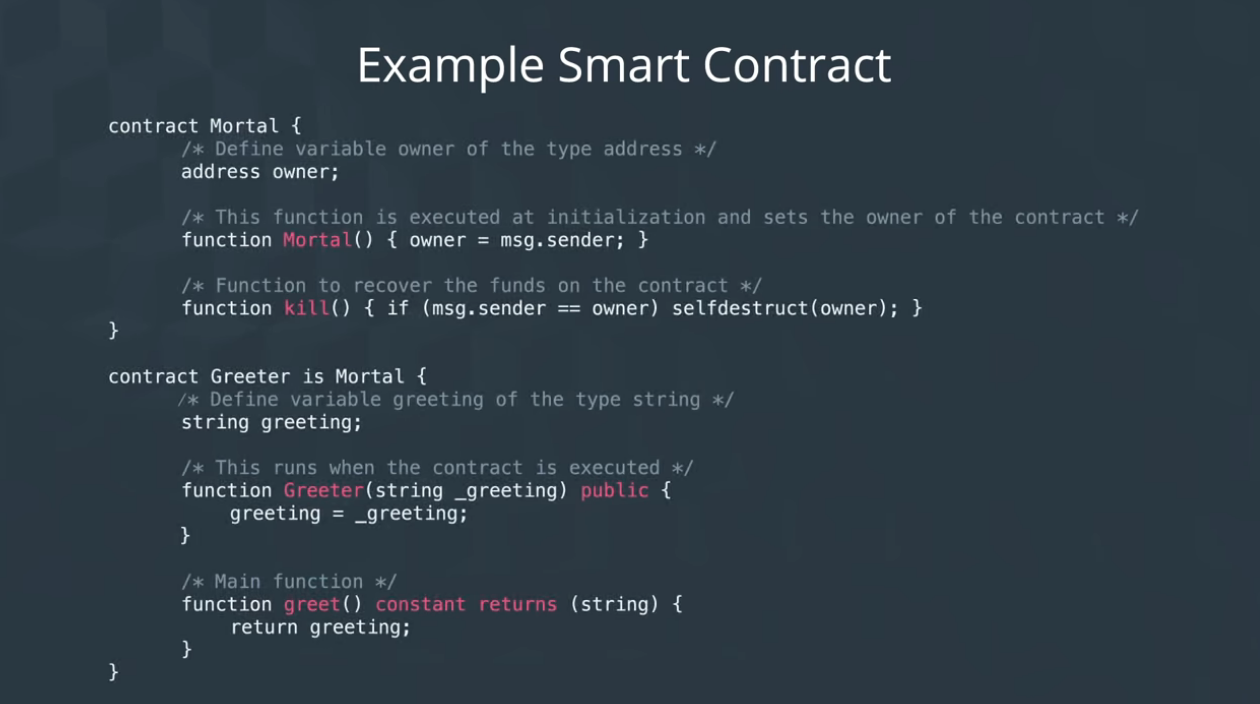 Example Smart Contract
contract Mortal {
/* Define variable owner of the type address */
address owner;
/* This function is executed at initialization and sets the owner of the contract */
function Mortal() { owner = msg.sender; }
/* Function to recover the funds on the contract */
function kill() { if (msg.sender == owner) selfdestruct(owner); }
}
contract Greeter is Mortal {
/* Define variable greeting of the type string */
string greeting;
/* This runs when the contract is executed */
function Greeter(string _greeting) public {
greeting = _greeting;
}
/* Main function */
function greet() constant returns (string) {
return greeting;
}
}